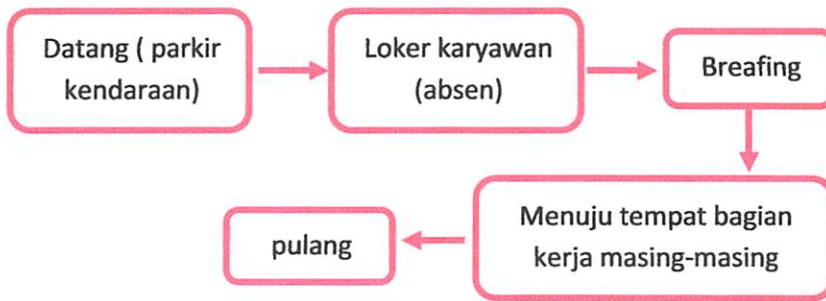 Datang ( parkir
kendaraan)
Loker karyawan
(absen)
Breafing
Menuju tempat bagian
kerja masing-masing
pulang